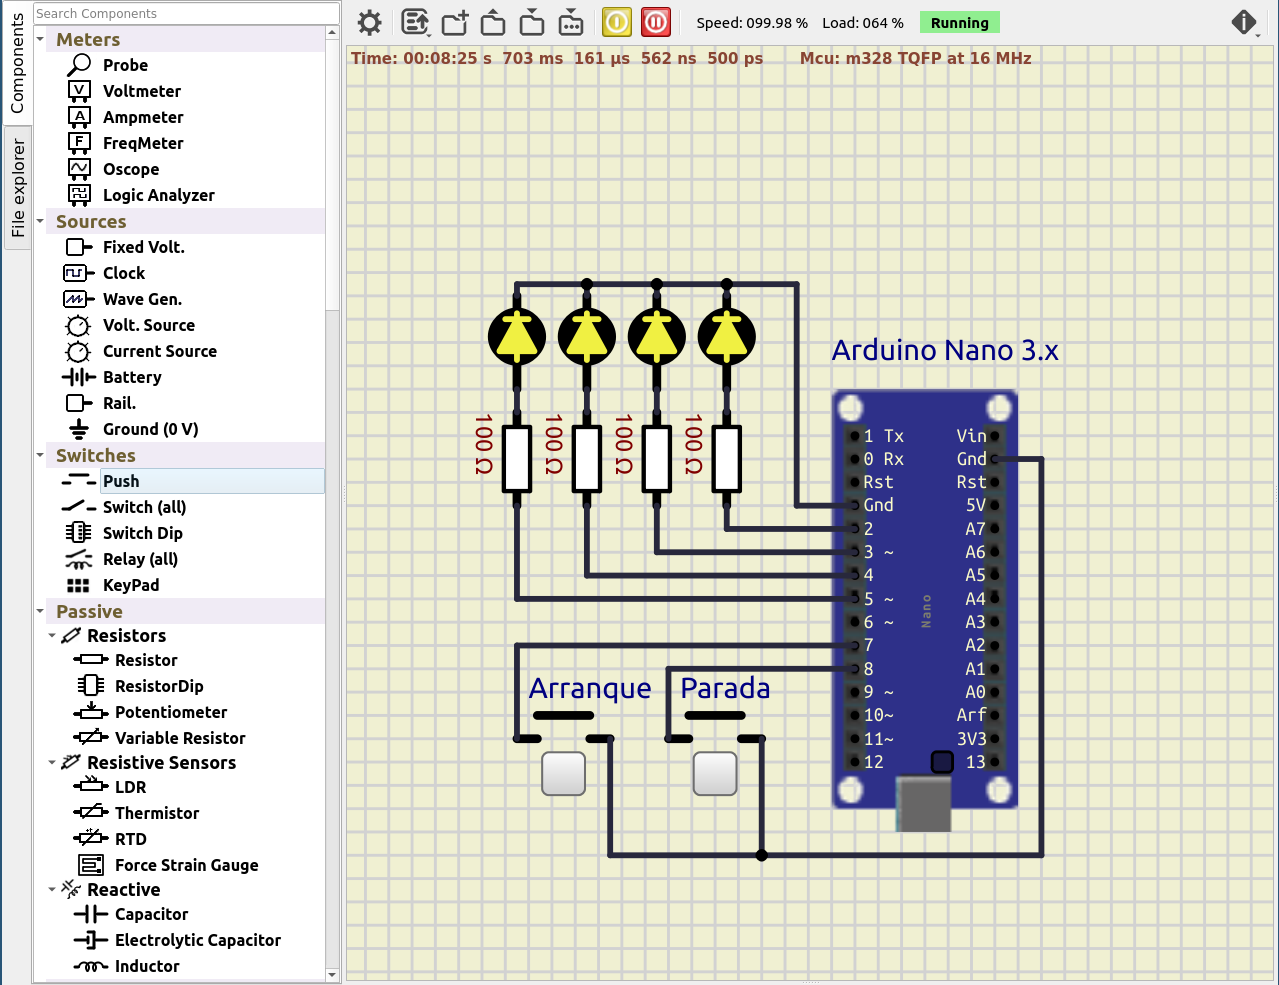 Components
File explorer
Search Components
Meters
Probe
Voltmeter
Ampmeter
FreqMeter
Oscope
Logic Analyzer
Sources
Fixed Volt.
Clock
Wave Gen.
Volt. Source
Current Source
Battery
Rail.
Ground (0 V)
Switches
Push
Switch (all)
Switch Dip
Relay (all)
KeyPad
Passive
Resistors
Resistor
ResistorDip
Potentiometer
Variable Resistor
Resistive Sensors
LDR
Thermistor
RTD
Force Strain Gauge
Reactive
Capacitor
Electrolytic Capacitor
Inductor
Speed: 099.98 % Load: 064 % Running
Time: 00:08:25 s 703 ms 161 µs 562 ns 500 ps Mcu: m328 TQFP at 16 MHz
100 Ω 100 Ω 100 Ω 100 Ω
Arduino Nano 3.x
1 Tx Vin
0 Rx Gnd
Rst Rst
Gnd 5V
2 A7
3 ~ A6
4 A5
5 ~ A4
6 ~ A3
7 A2
8 A1
9 ~ A0
10~ Arf
11~ 3V3
12 13
Nano
Arranque Parada